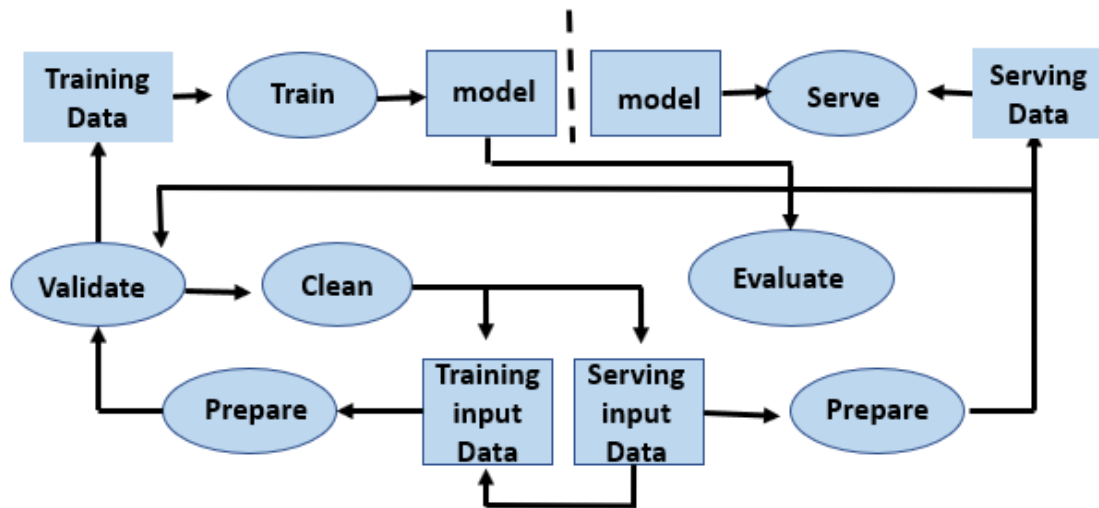 Training
Data
Train
model
model
Serve
Serving
Data
Validate
Clean
Evaluate
Prepare
Training
input
Data
Serving
input
Data
Prepare